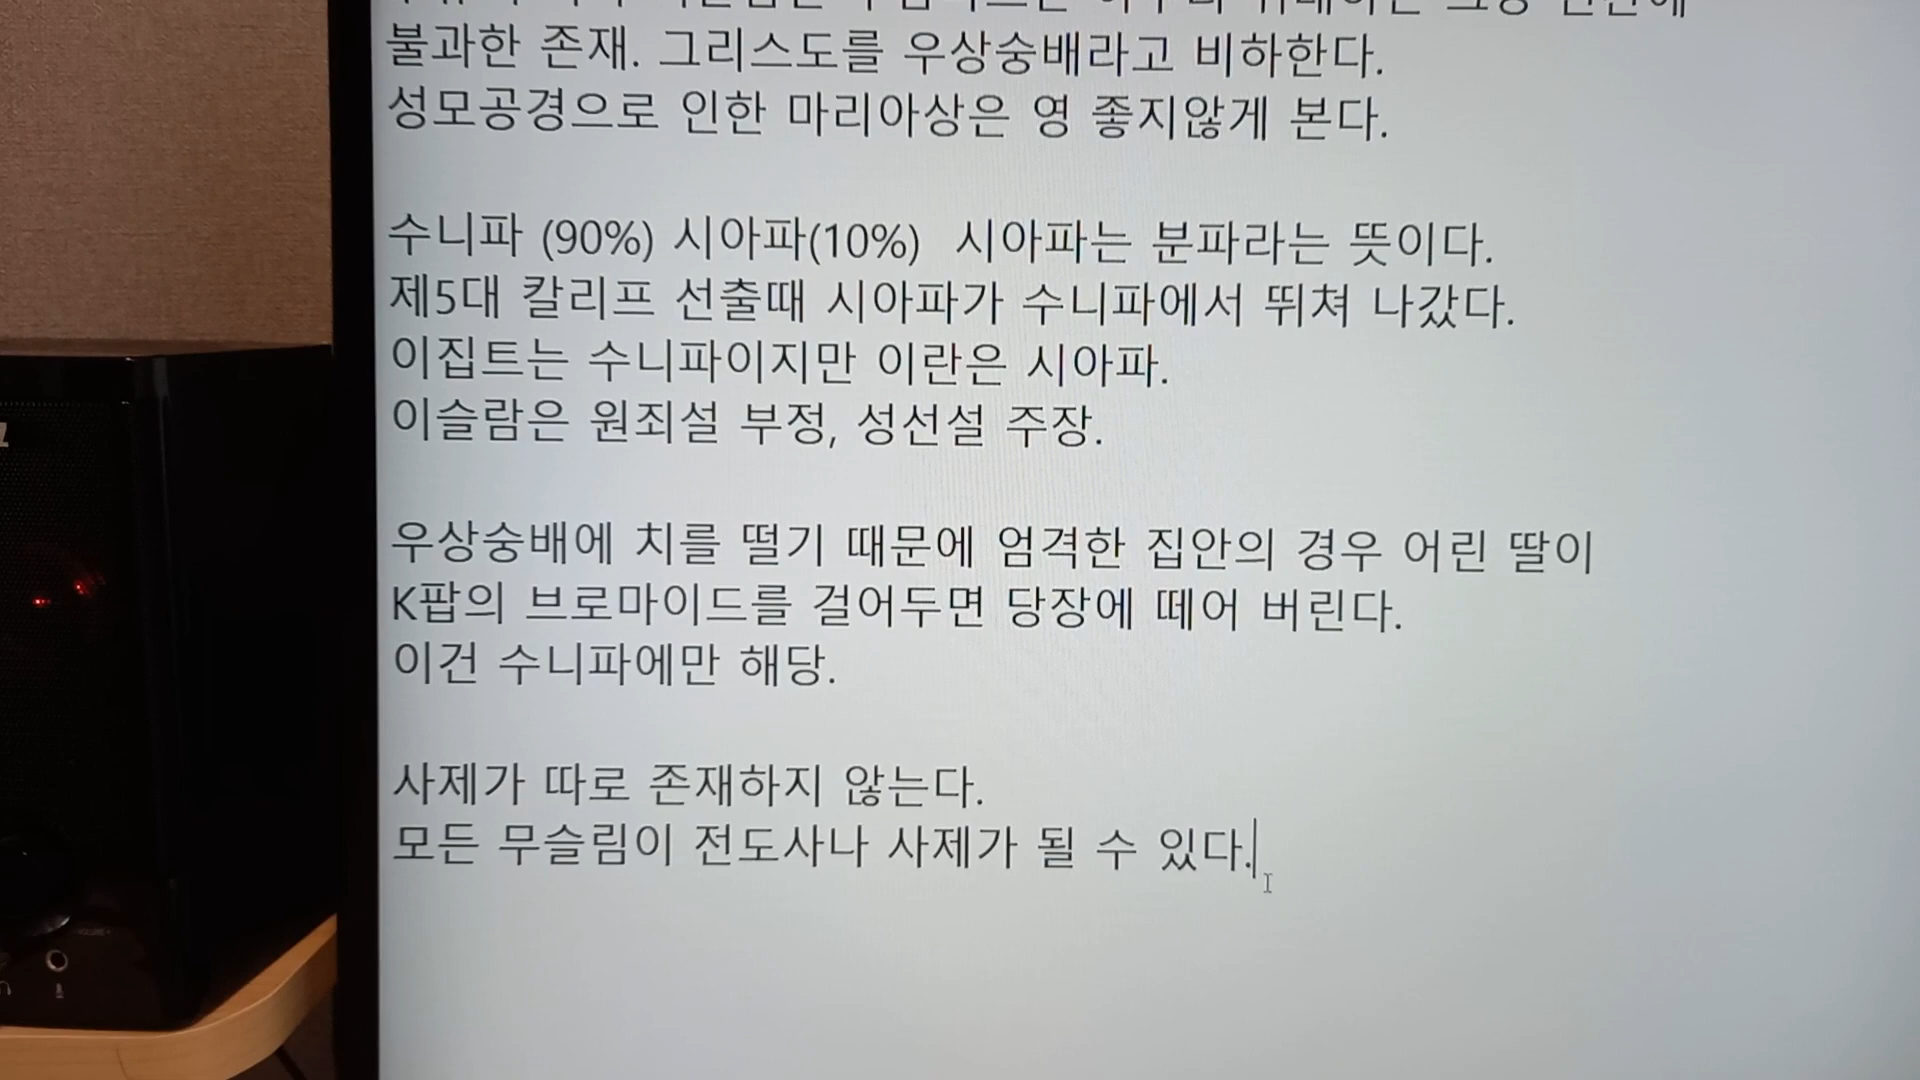 불과한 존재. 그리스도를 우상숭배라고 비하한다.
성모공경으로 인한 마리아상은 영 좋지않게 본다.
수니파 (90%) 시아파(10%) 시아파는 분파라는 뜻이다.
제5대 칼리프 선출때 시아파가 수니파에서 뛰쳐 나갔다.
이집트는 수니파이지만 이란은 시아파.
이슬람은 원죄설 부정, 성선설 주장.
우상숭배에 치를 떨기 때문에 엄격한 집안의 경우 어린 딸이
K팝의 브로마이드를 걸어두면 당장에 떼어 버린다.
이건 수니파에만 해당.
사제가 따로 존재하지 않는다.
모든 무슬림이 전도사나 사제가 될 수 있다.